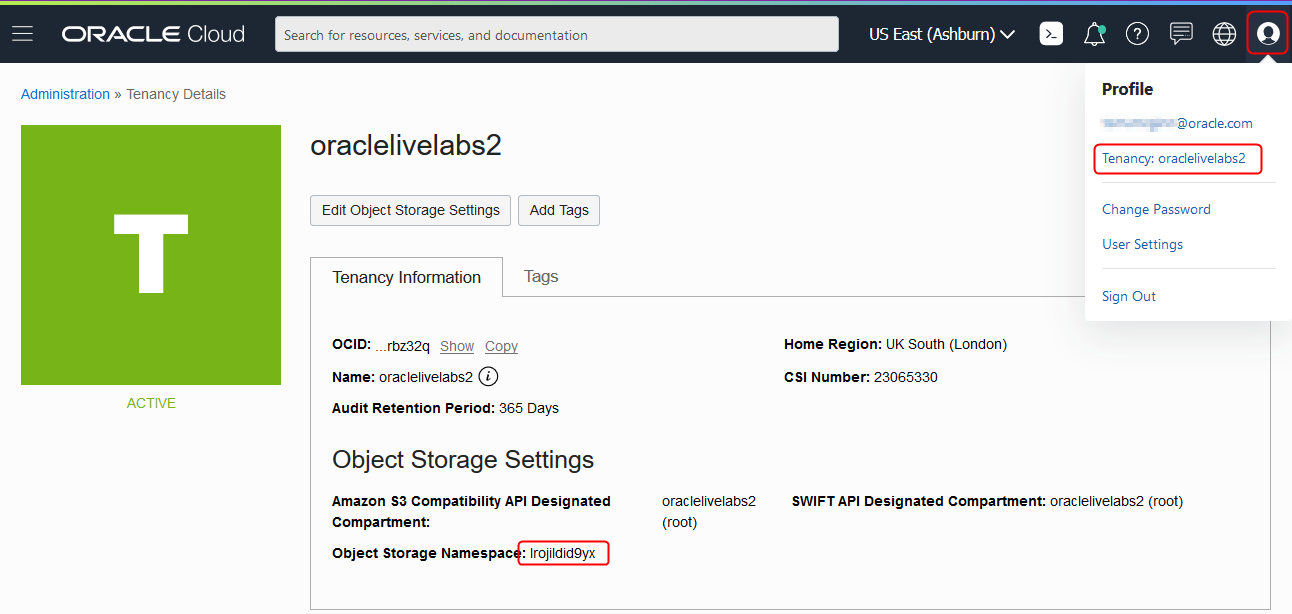 ORACLE Cloud
Search for resources, services, and documentation
US East (Ashburn)
Profile
@oracle.com
Tenancy: oraclelivelabs2
Change Password
User Settings
Sign Out
Administration » Tenancy Details
T
ACTIVE
oraclelivelabs2
Edit Object Storage Settings Add Tags
Tenancy Information Tags
OCID: ...rbz32q Show Copy
Home Region: UK South (London)
Name: oraclelivelabs2 i
CSI Number: 23065330
Audit Retention Period: 365 Days
Object Storage Settings
Amazon S3 Compatibility API Designated
Compartment:
oraclelivelabs2
(root)
SWIFT API Designated Compartment: oraclelivelabs2 (root)
Object Storage Namespace: lrojildid9yx